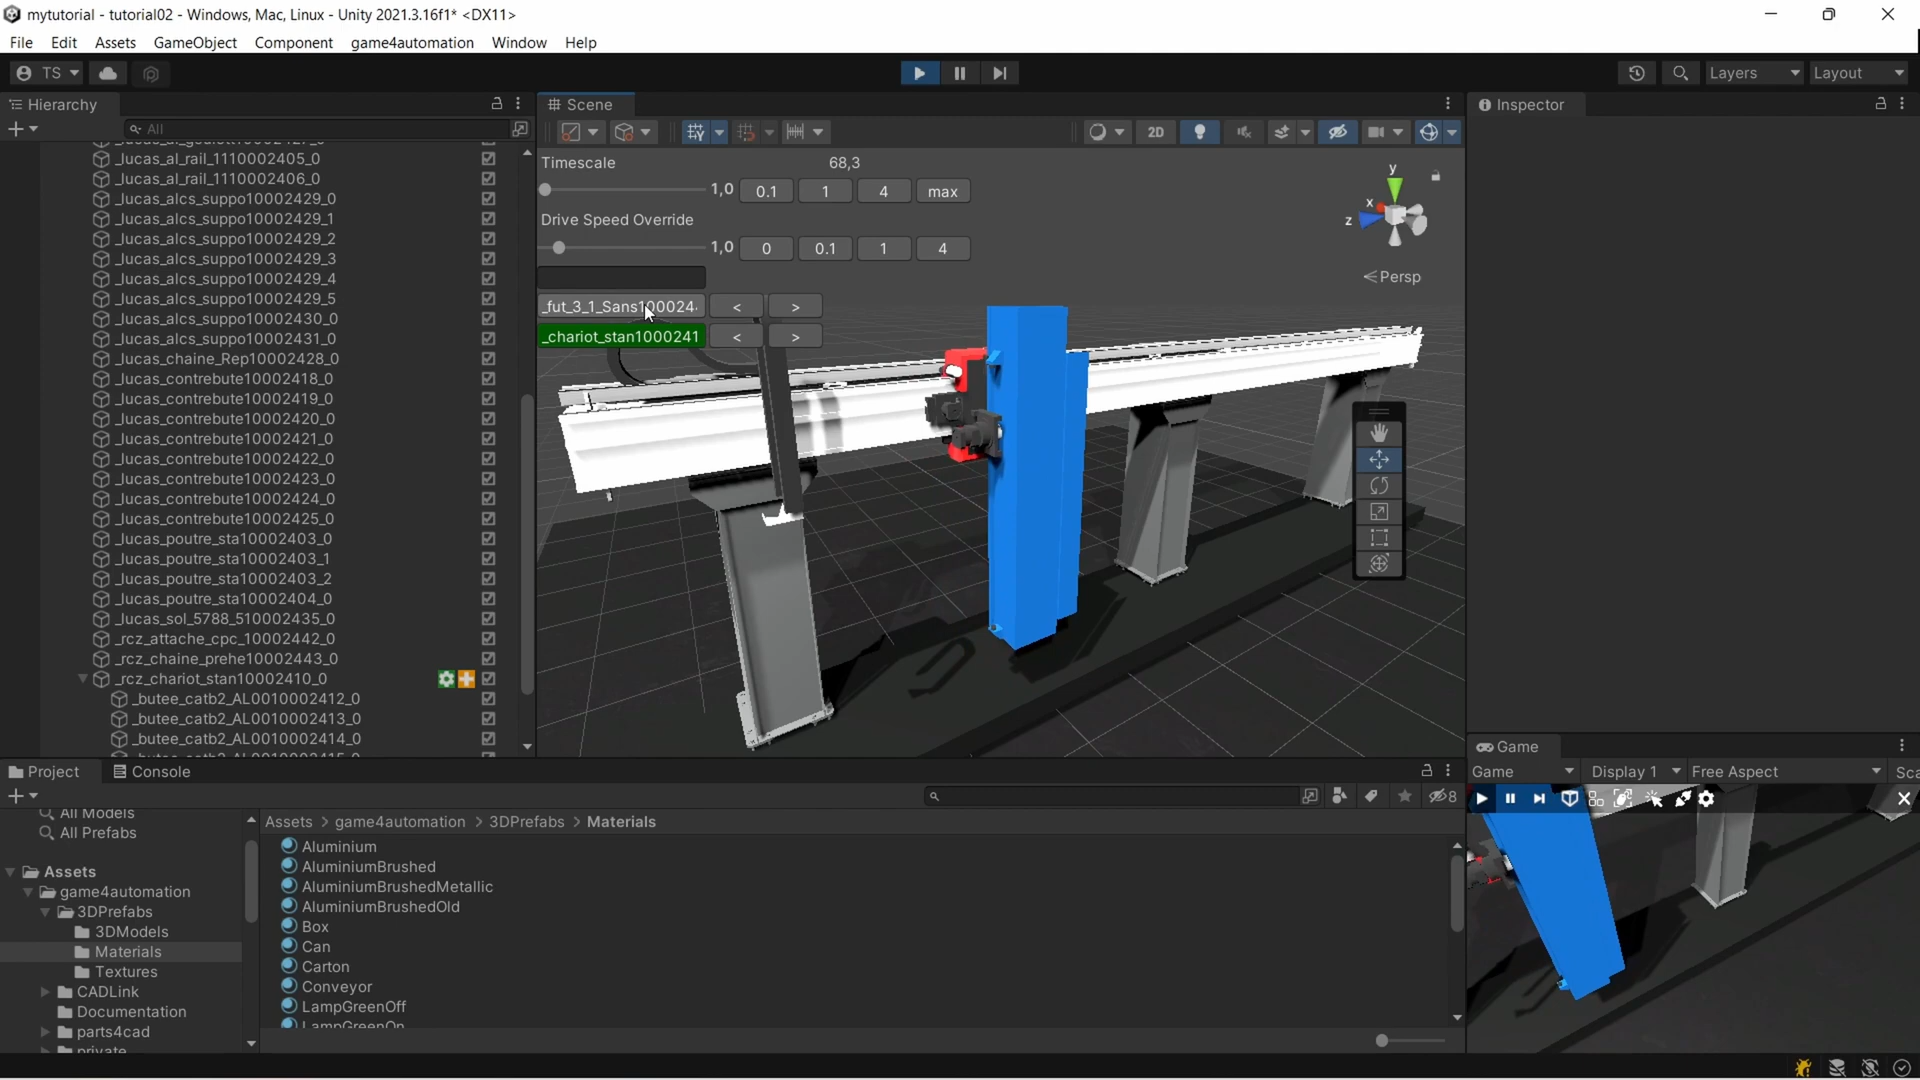 mytutorial - tutorial02 - Windows, Mac, Linux - Unity 2021.3.16f1* <DX11>
File Edit Assets GameObject Component game4automation Window Help
TS
Layers
Layout
Hierarchy
All
_lucas_al_rail_1110002405_0
_lucas_al_rail_1110002406_0
_lucas_alcs_suppo10002429_0
_lucas_alcs_suppo10002429_1
_lucas_alcs_suppo10002429_2
_lucas_alcs_suppo10002429_3
_lucas_alcs_suppo10002429_4
_lucas_alcs_suppo10002429_5
_lucas_alcs_suppo10002430_0
_lucas_alcs_suppo10002431_0
_lucas_chaine_Rep10002428_0
_lucas_contrebute10002418_0
_lucas_contrebute10002419_0
_lucas_contrebute10002420_0
_lucas_contrebute10002421_0
_lucas_contrebute10002422_0
_lucas_contrebute10002423_0
_lucas_contrebute10002424_0
_lucas_contrebute10002425_0
_lucas_poutre_sta10002403_0
_lucas_poutre_sta10002403_1
_lucas_poutre_sta10002403_2
_lucas_poutre_sta10002404_0
_lucas_sol_5788_510002435_0
_rcz_attache_cpc_10002442_0
_rcz_chaine_prehe10002443_0
_rcz_chariot_stan10002410_0
_butee_catb2_AL0010002412_0
_butee_catb2_AL0010002413_0
_butee_catb2_AL0010002414_0
Scene
2D
Timescale 68,3
1,0 0.1 1 4 max
Drive Speed Override
1,0 0 0.1 1 4
_fut_3_1_Sans100024 < >
_chariot_stan1000241 < >
y
x
z
Persp
Inspector
Project Console
8
All Models
All Prefabs
Assets
game4automation
3DPrefabs
3DModels
Materials
Textures
CADLink
Documentation
parts4cad
private
Assets > game4automation > 3DPrefabs > Materials
Aluminium
AluminiumBrushed
AluminiumBrushedMetallic
AluminiumBrushedOld
Box
Can
Carton
Conveyor
LampGreenOff
LampGreenOn
Game
Game Display 1 Free Aspect Sca